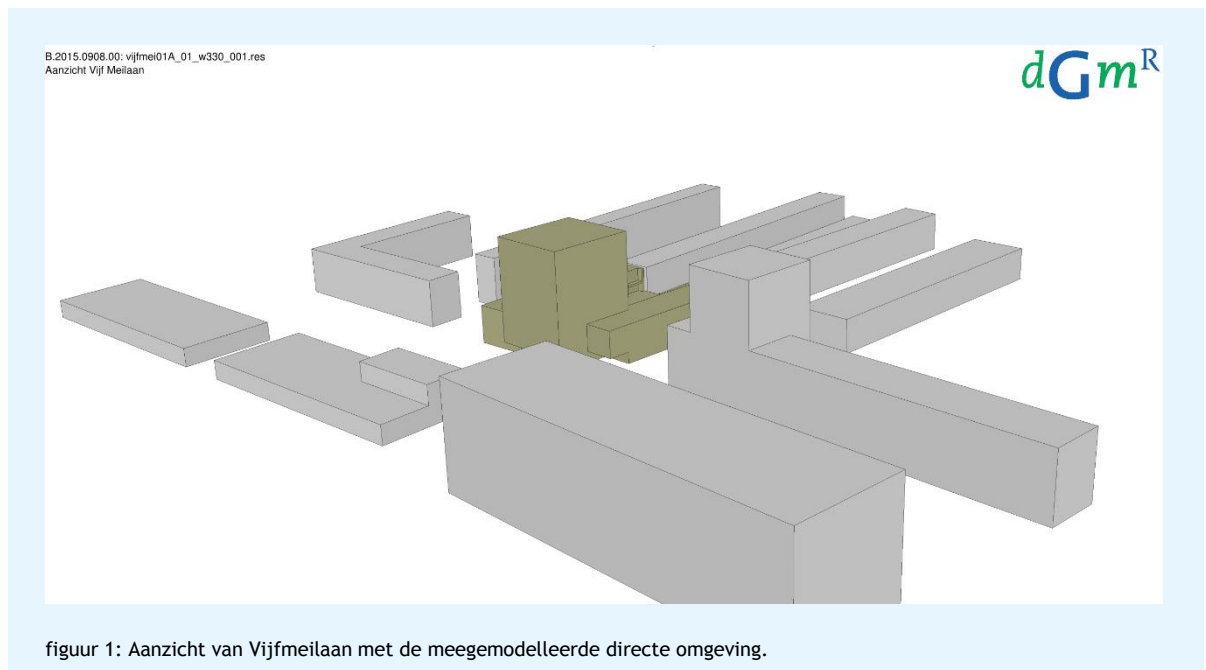 B.2015.0908.00: vijfmei01A_01_w330_001.res
Aanzicht Vijf Meilaan
dGmR
figuur 1: Aanzicht van Vijfmeilaan met de meegemodelleerde directe omgeving.